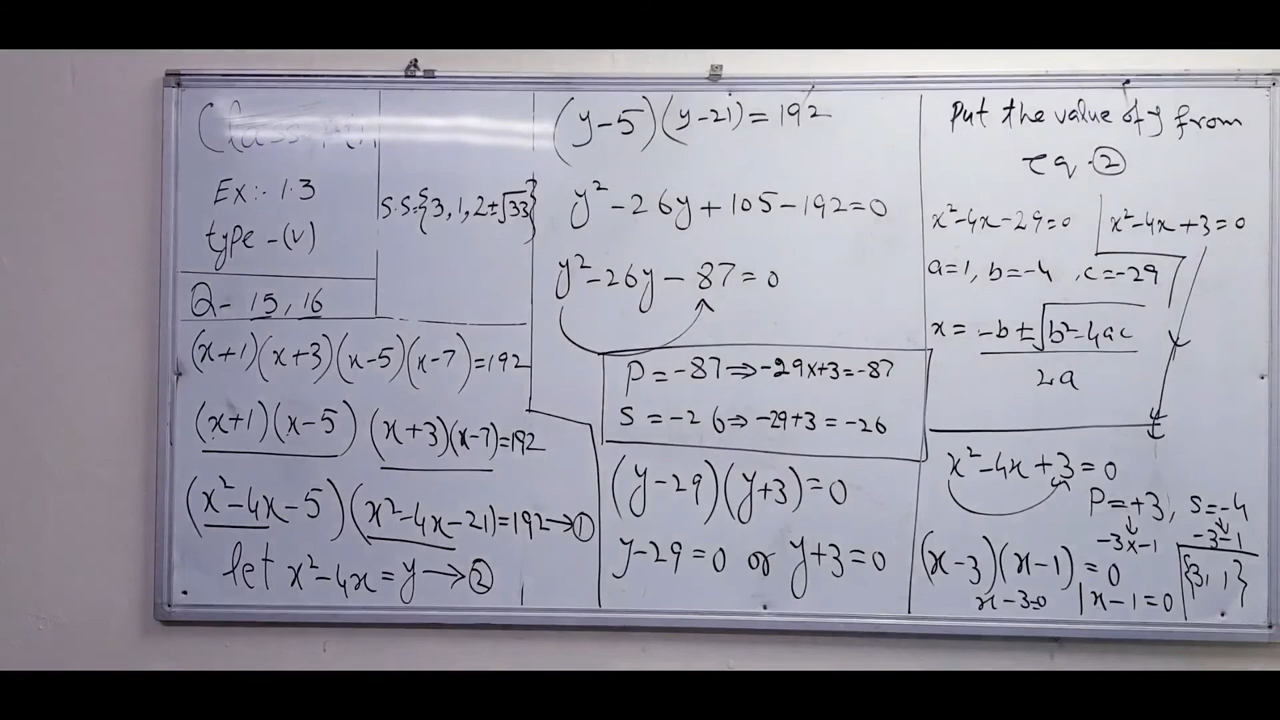 Classwork
Ex:- 1.3
type -(v)
Q- 15, 16
S.S={3, 1, 2±√33}
(x+1)(x+3)(x-5)(x-7)=192
(x+1)(x-5) (x+3)(x-7)=192
(x²-4x-5)(x²-4x-21)=192→①
let x²-4x=y→②
(y-5)(y-21)=192
y²-26y+105-192=0
y²-26y-87=0
P=-87⇒-29x+3=-87
S=-26⇒-29+3=-26
(y-29)(y+3)=0
y-29=0 or y+3=0
Put the value of y from
eq.②
x²-4x-29=0 | x²-4x+3=0
a=1, b=-4, c=-29
x = -b±√b²-4ac
2a
x²-4x+3=0
P=+3, S=-4
-3x-1 -3-1
(x-3)(x-1)=0 {3, 1}
x-3=0 | x-1=0